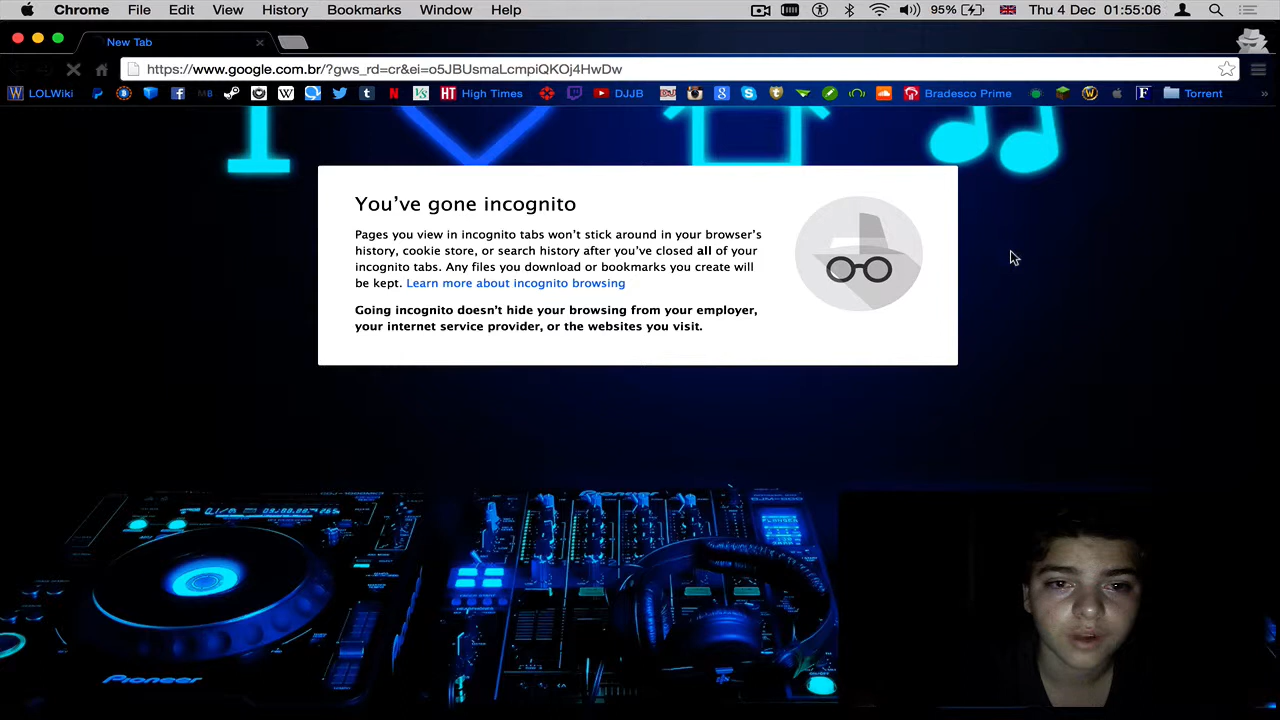 Chrome File Edit View History Bookmarks Window Help 95% Thu 4 Dec 01:55:06
New Tab
https://www.google.com.br/?gws_rd=cr&ei=o5JBUsmaLcmpiQKOj4HwDw
W LOLWiki f W t N HT High Times DJJB g Bradesco Prime W F Torrent »
You've gone incognito
Pages you view in incognito tabs won't stick around in your browser's
history, cookie store, or search history after you've closed all of your
incognito tabs. Any files you download or bookmarks you create will
be kept. Learn more about incognito browsing
Going incognito doesn't hide your browsing from your employer,
your internet service provider, or the websites you visit.
Pioneer
Pioneer